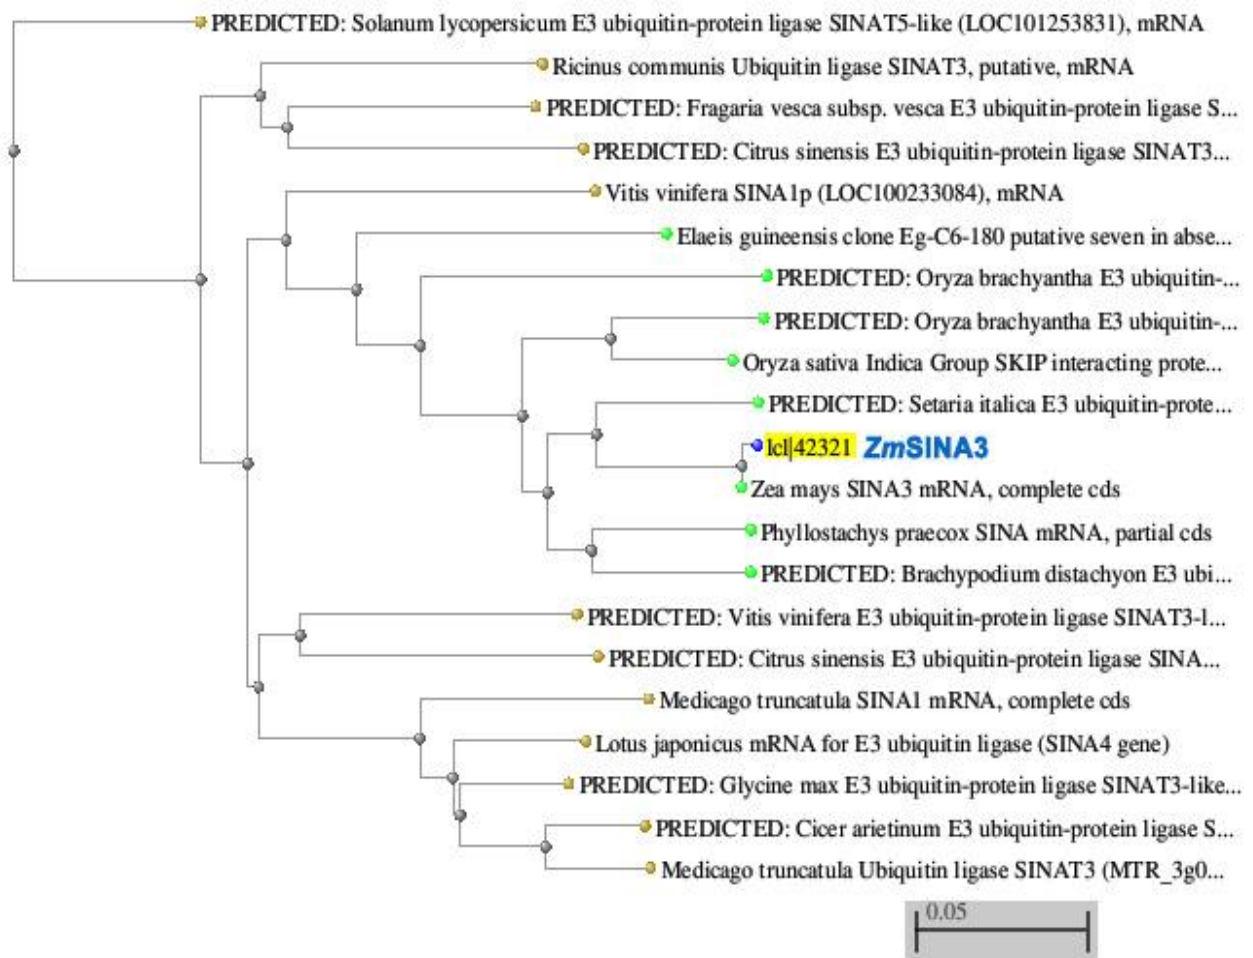 PREDICTED: Solanum lycopersicum E3 ubiquitin-protein ligase SINAT5-like (LOC101253831), mRNA
Ricinus communis Ubiquitin ligase SINAT3, putative, mRNA
PREDICTED: Fragaria vesca subsp. vesca E3 ubiquitin-protein ligase S...
PREDICTED: Citrus sinensis E3 ubiquitin-protein ligase SINAT3...
Vitis vinifera SINA1p (LOC100233084), mRNA
Elaeis guineensis clone Eg-C6-180 putative seven in abse...
PREDICTED: Oryza brachyantha E3 ubiquitin-...
PREDICTED: Oryza brachyantha E3 ubiquitin-...
Oryza sativa Indica Group SKIP interacting prote...
PREDICTED: Setaria italica E3 ubiquitin-prote...
lcl|42321 ZmSINA3
Zea mays SINA3 mRNA, complete cds
Phyllostachys praecox SINA mRNA, partial cds
PREDICTED: Brachypodium distachyon E3 ubi...
PREDICTED: Vitis vinifera E3 ubiquitin-protein ligase SINAT3-l...
PREDICTED: Citrus sinensis E3 ubiquitin-protein ligase SINA...
Medicago truncatula SINA1 mRNA, complete cds
Lotus japonicus mRNA for E3 ubiquitin ligase (SINA4 gene)
PREDICTED: Glycine max E3 ubiquitin-protein ligase SINAT3-like...
PREDICTED: Cicer arietinum E3 ubiquitin-protein ligase S...
Medicago truncatula Ubiquitin ligase SINAT3 (MTR_3g0...
0.05